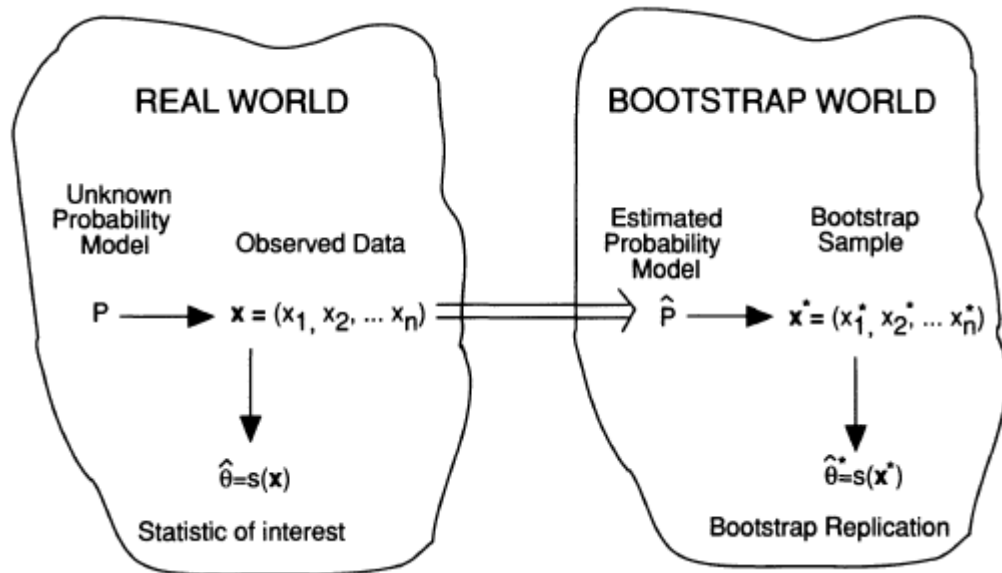 REAL WORLD
Unknown
Probability
Model
Observed Data
P
x = (x₁, x₂, ... xₙ)
θ̂=s(x)
Statistic of interest
BOOTSTRAP WORLD
Estimated
Probability
Model
Bootstrap
Sample
P̂
x* = (x₁*, x₂*, ... xₙ*)
θ̂*=s(x*)
Bootstrap Replication